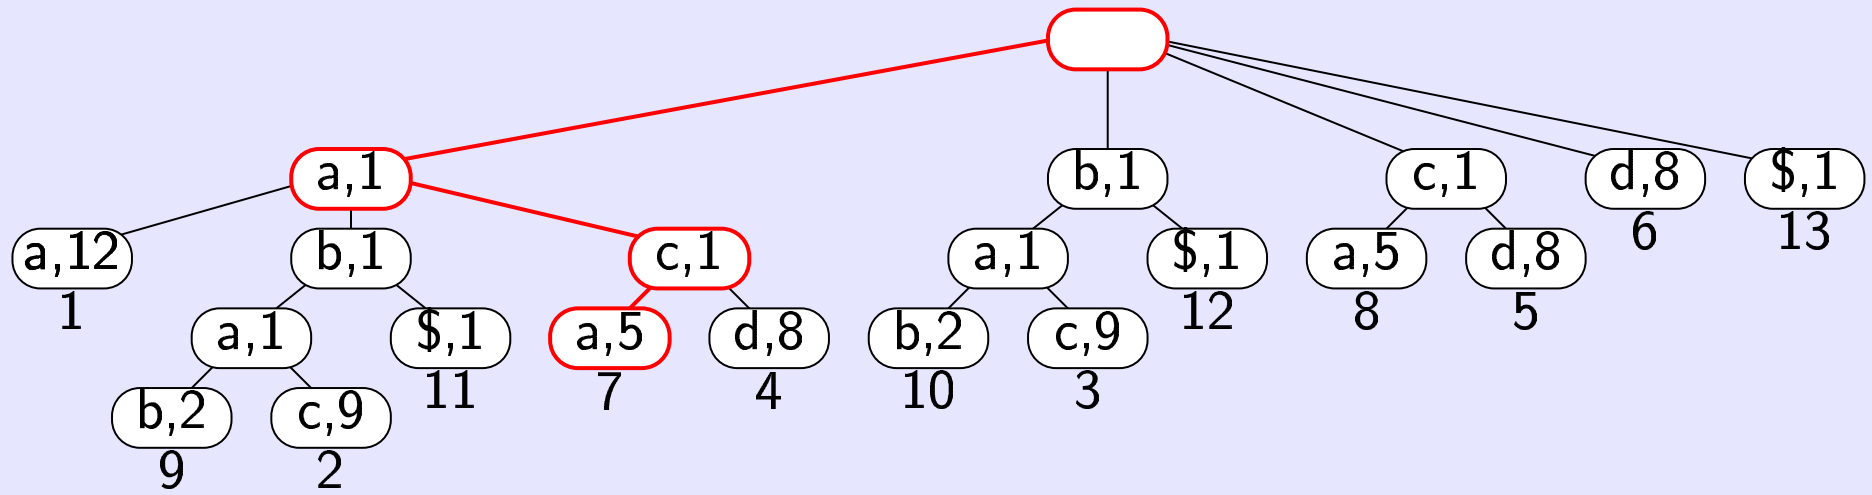 a,1 b,1 c,1 d,8 $,1
6 13
a,12 b,1 c,1 a,1 $,1 a,5 d,8
1 12 8 5
a,1 $,1 a,5 d,8 b,2 c,9
11 7 4 10 3
b,2 c,9
9 2